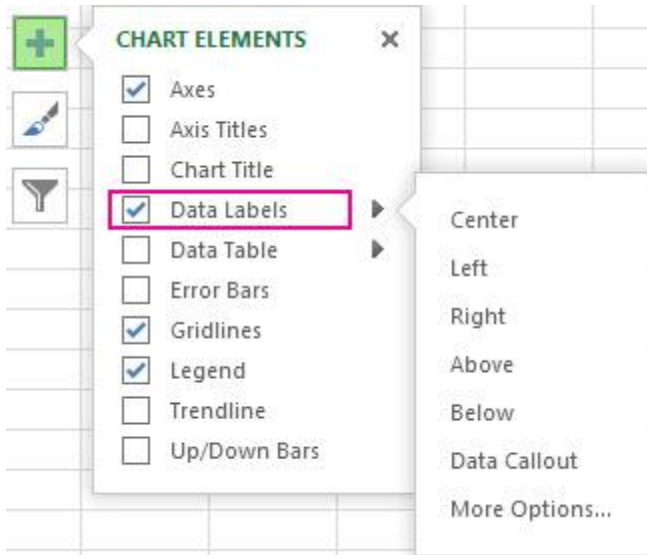 CHART ELEMENTS
Axes
Axis Titles
Chart Title
Data Labels
Data Table
Error Bars
Gridlines
Legend
Trendline
Up/Down Bars
Center
Left
Right
Above
Below
Data Callout
More Options...